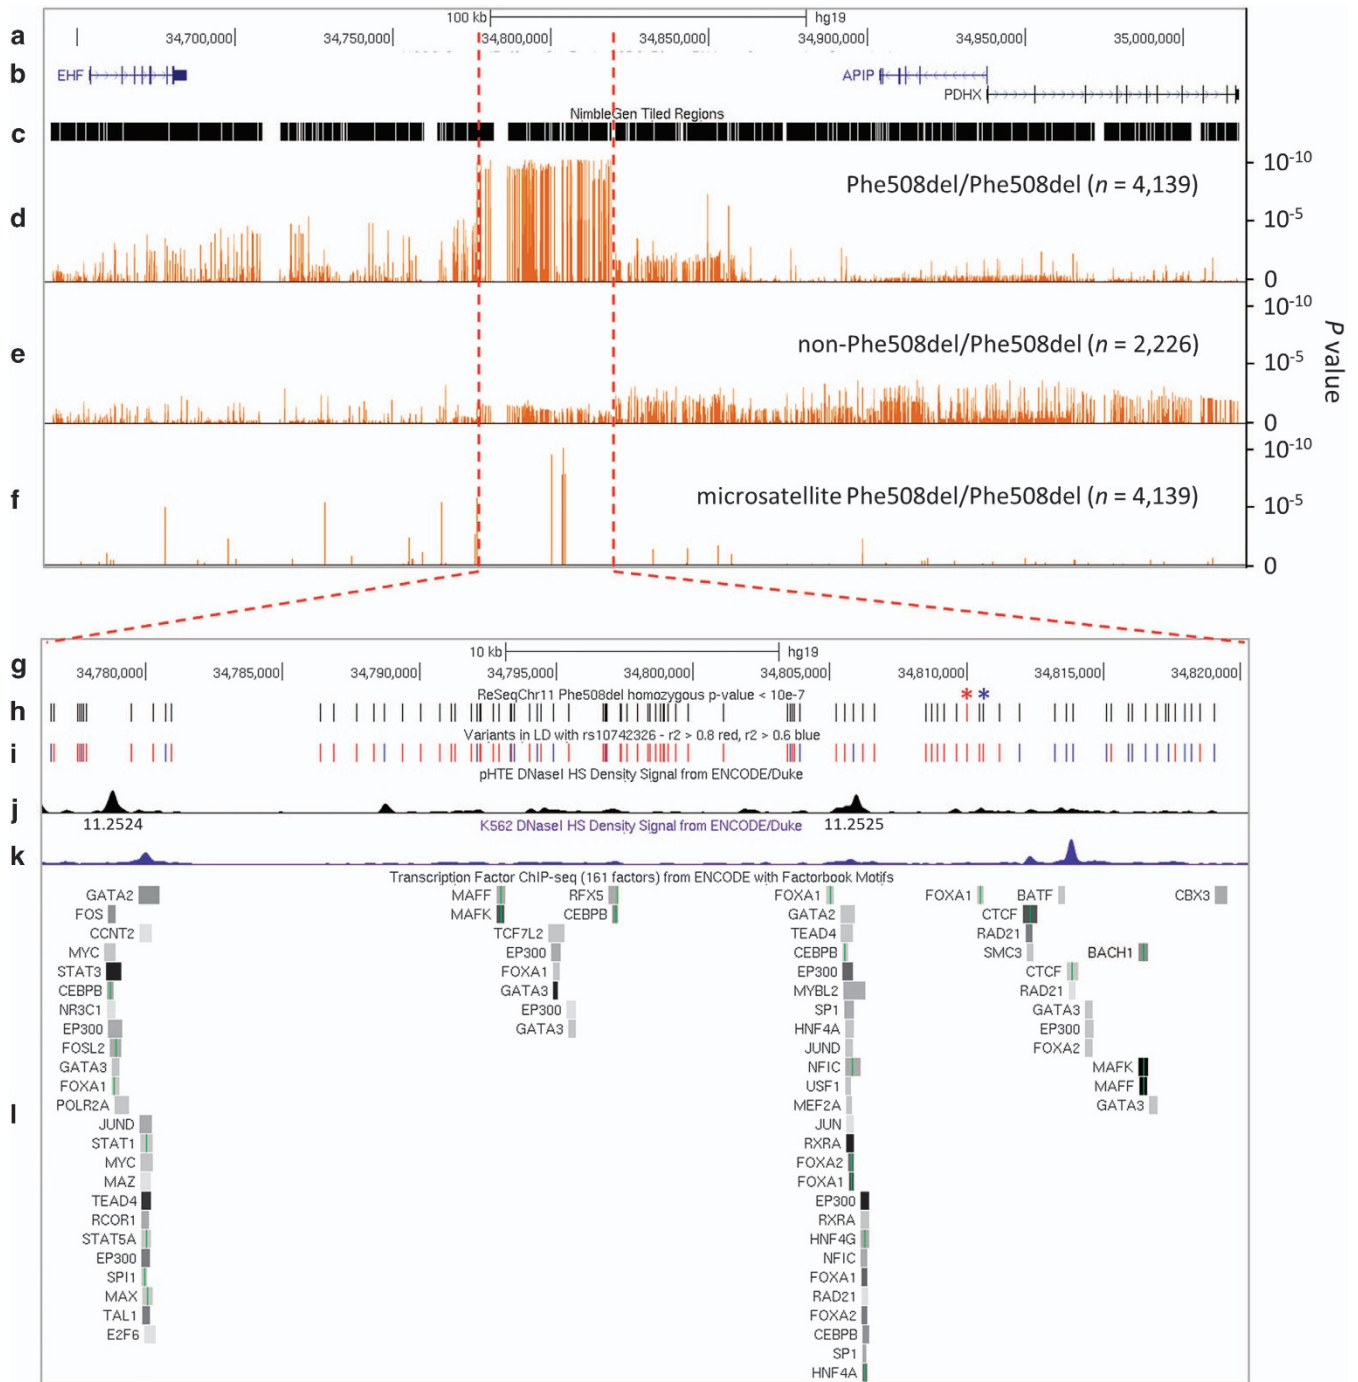 100 kb hg19
a 34,700,000 34,750,000 34,800,000 34,850,000 34,900,000 34,950,000 35,000,000
b EHF APIP
PDHX
NimbleGen Tiled Regions
c
10-10
Phe508del/Phe508del (n = 4,139)
d 10-5
0
10-10
non-Phe508del/Phe508del (n = 2,226)
e 10-5
0
P value
10-10
microsatellite Phe508del/Phe508del (n = 4,139)
f 10-5
0
10 kb hg19
g 34,780,000 34,785,000 34,790,000 34,795,000 34,800,000 34,805,000 34,810,000 34,815,000 34,820,000
ReSeqChr11 Phe508del homozygous p-value < 10e-7 * *
h
Variants in LD with rs10742326 - r2 > 0.8 red, r2 > 0.6 blue
i
pHTE DNaseI HS Density Signal from ENCODE/Duke
j
11.2524 K562 DNaseI HS Density Signal from ENCODE/Duke 11.2525
k
Transcription Factor ChIP-seq (161 factors) from ENCODE with Factorbook Motifs
GATA2 MAFF RFX5 FOXA1 FOXA1 BATF CBX3
FOS MAFK CEBPB GATA2 CTCF
CCNT2 TCF7L2 TEAD4 RAD21
MYC EP300 CEBPB SMC3 BACH1
STAT3 FOXA1 EP300 CTCF
CEBPB GATA3 MYBL2 RAD21
NR3C1 EP300 SP1 GATA3
EP300 GATA3 HNF4A EP300
FOSL2 JUND FOXA2
GATA3 NFIC MAFK
FOXA1 USF1 MAFF
POLR2A MEF2A GATA3
l
JUND JUN
STAT1 RXRA
MYC FOXA2
MAZ FOXA1
TEAD4 EP300
RCOR1 RXRA
STAT5A HNF4G
EP300 NFIC
SPI1 FOXA1
MAX RAD21
TAL1 FOXA2
E2F6 CEBPB
SP1
HNF4A